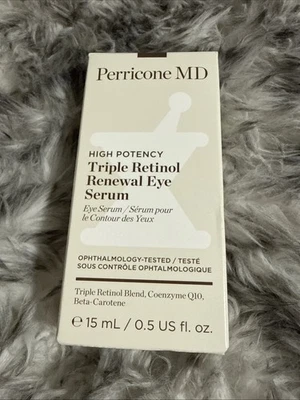 Perricone MD
HIGH POTENCY
Triple Retinol
Renewal Eye
Serum
Eye Serum / Sérum pour
le Contour des Yeux
OPHTHALMOLOGY-TESTED / TESTÉ
SOUS CONTRÔLE OPHTALMOLOGIQUE
Triple Retinol Blend, Coenzyme Q10,
Beta-Carotene
℮ 15 mL / 0.5 US fl. oz.